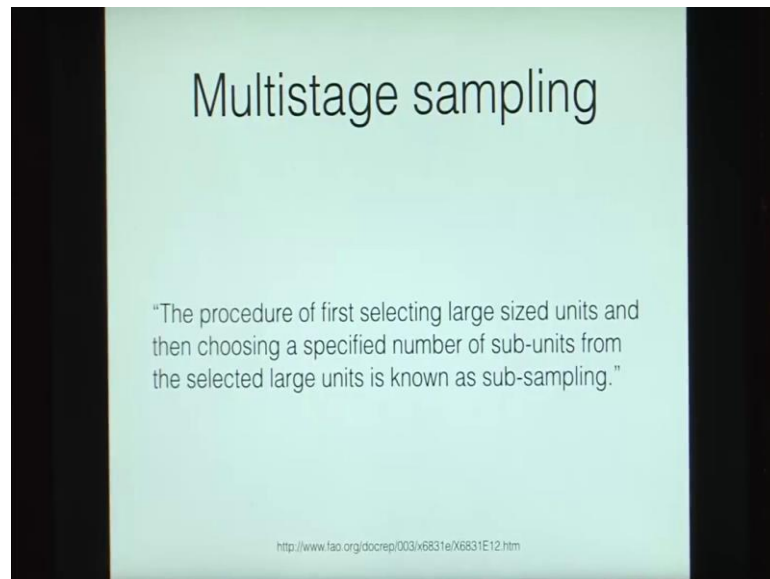 Multistage sampling
“The procedure of first selecting large sized units and
then choosing a specified number of sub-units from
the selected large units is known as sub-sampling.”
http://www.fao.org/docrep/003/x6831e/X6831E12.htm